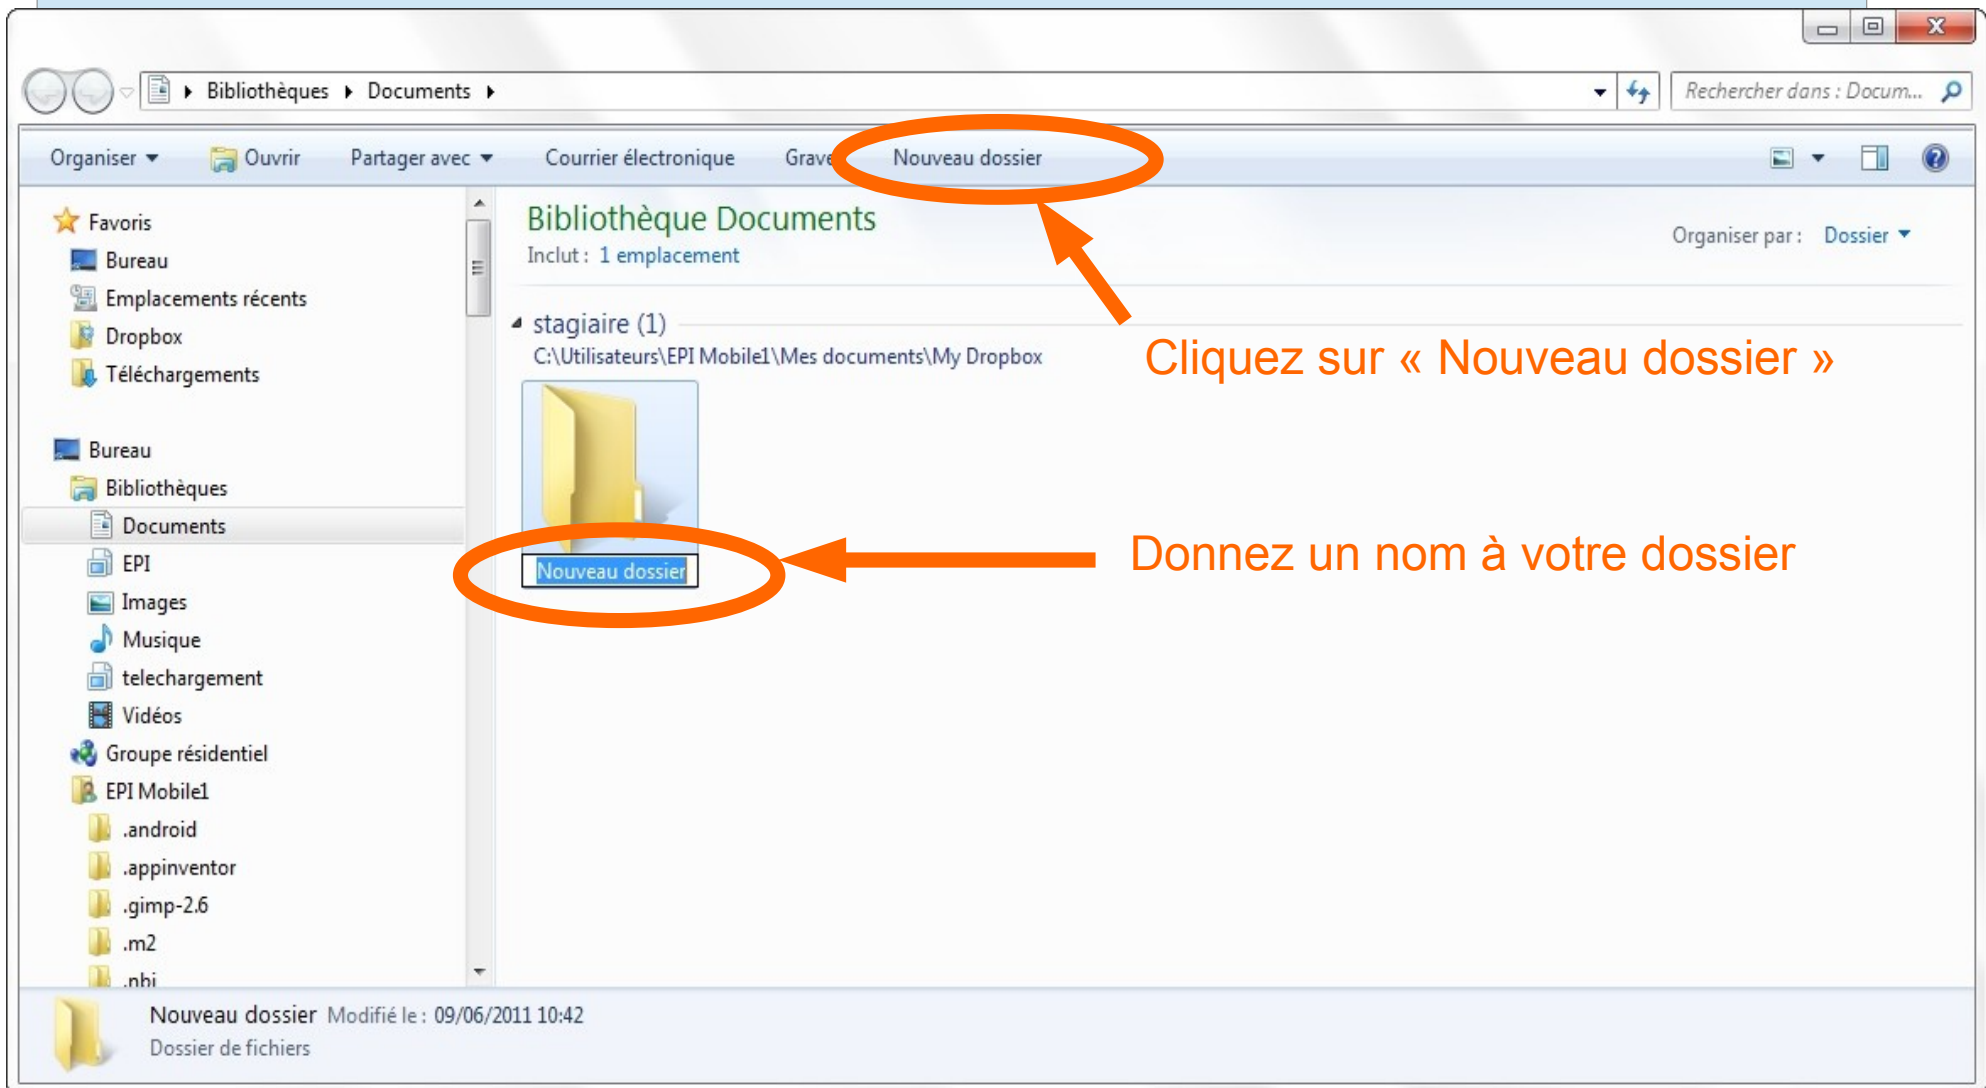 Bibliothèques Documents
Rechercher dans : Docum...
Organiser Ouvrir Partager avec Courrier électronique Nouveau dossier
Favoris
Bureau
Emplacements récents
Dropbox
Téléchargements
Bureau
Bibliothèques
Documents
EPI
Images
Musique
telechargement
Vidéos
Groupe résidentiel
EPI Mobile1
.android
.appinventor
.gimp-2.6
.m2
.nbi
Bibliothèque Documents
Inclut : 1 emplacement
Organiser par : Dossier
stagiaire (1)
C:\Utilisateurs\EPI Mobile1\Mes documents\My Dropbox
Nouveau dossier
Cliquez sur « Nouveau dossier »
Donnez un nom à votre dossier
Nouveau dossier Modifié le : 09/06/2011 10:42
Dossier de fichiers